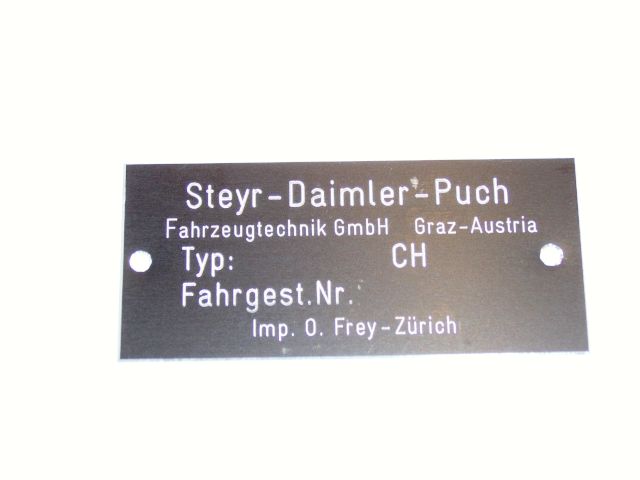 Steyr-Daimler-Puch
Fahrzeugtechnik GmbH Graz-Austria
Typ: CH
Fahrgest.Nr.
Imp. O. Frey-Zürich